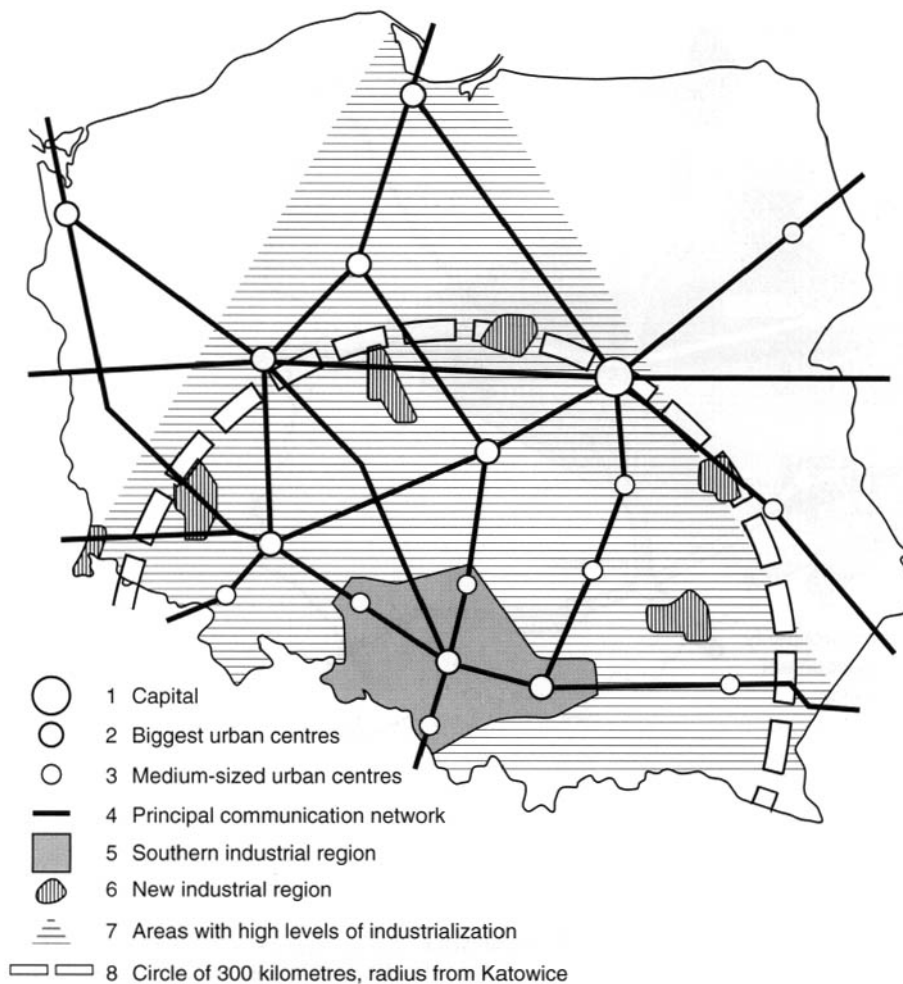 1 Capital
2 Biggest urban centres
3 Medium-sized urban centres
4 Principal communication network
5 Southern industrial region
6 New industrial region
7 Areas with high levels of industrialization
8 Circle of 300 kilometres, radius from Katowice